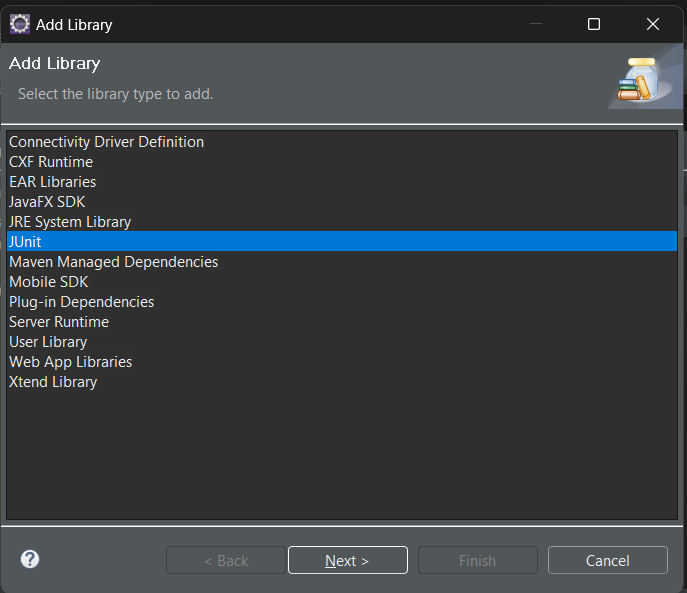 Add Library
Add Library
Select the library type to add.
Connectivity Driver Definition
CXF Runtime
EAR Libraries
JavaFX SDK
JRE System Library
JUnit
Maven Managed Dependencies
Mobile SDK
Plug-in Dependencies
Server Runtime
User Library
Web App Libraries
Xtend Library
? < Back Next > Finish Cancel